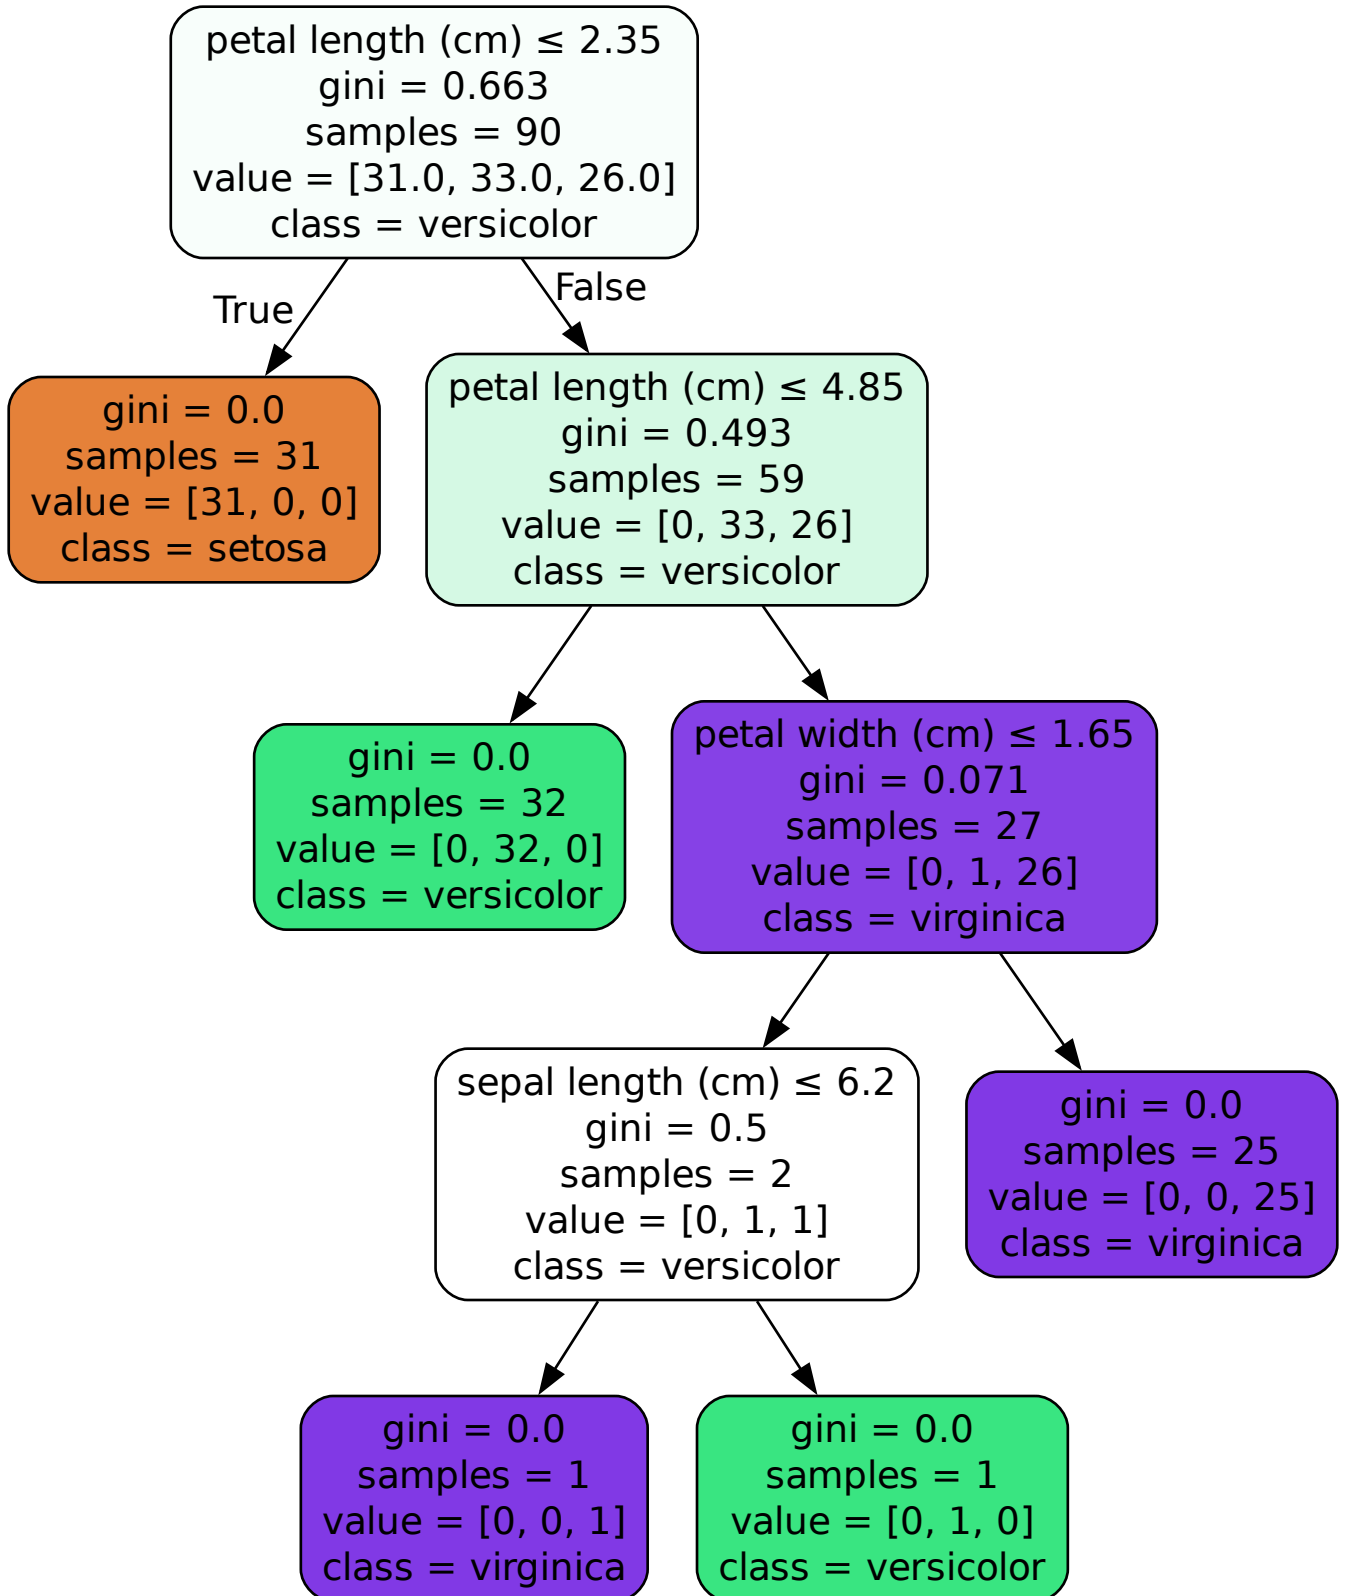 petal length (cm) ≤ 2.35
gini = 0.663
samples = 90
value = [31.0, 33.0, 26.0]
class = versicolor
True
False
gini = 0.0
samples = 31
value = [31, 0, 0]
class = setosa
petal length (cm) ≤ 4.85
gini = 0.493
samples = 59
value = [0, 33, 26]
class = versicolor
gini = 0.0
samples = 32
value = [0, 32, 0]
class = versicolor
petal width (cm) ≤ 1.65
gini = 0.071
samples = 27
value = [0, 1, 26]
class = virginica
sepal length (cm) ≤ 6.2
gini = 0.5
samples = 2
value = [0, 1, 1]
class = versicolor
gini = 0.0
samples = 25
value = [0, 0, 25]
class = virginica
gini = 0.0
samples = 1
value = [0, 0, 1]
class = virginica
gini = 0.0
samples = 1
value = [0, 1, 0]
class = versicolor